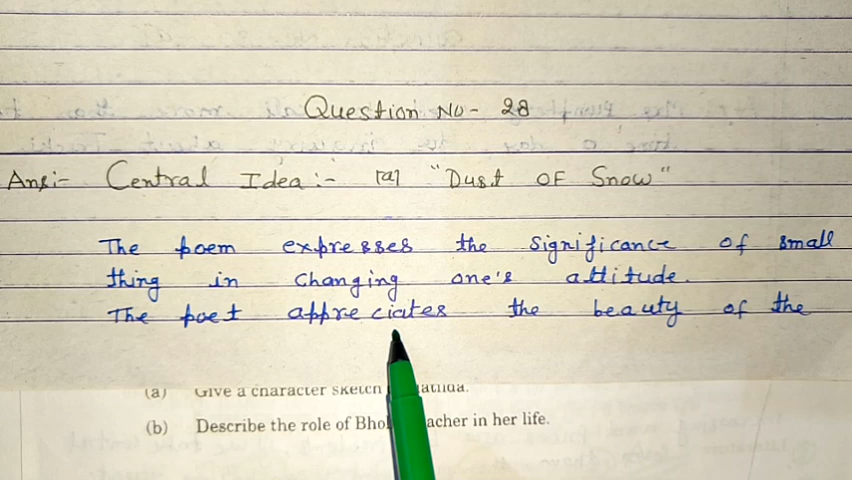 Question No - 28
Ans:- Central Idea:- (a) "Dust OF Snow"
The poem expresses the significance of small
thing in changing one's attitude.
The poet appreciates the beauty of the
(a) Give a character sketch
(b) Describe the role of acher in her life.